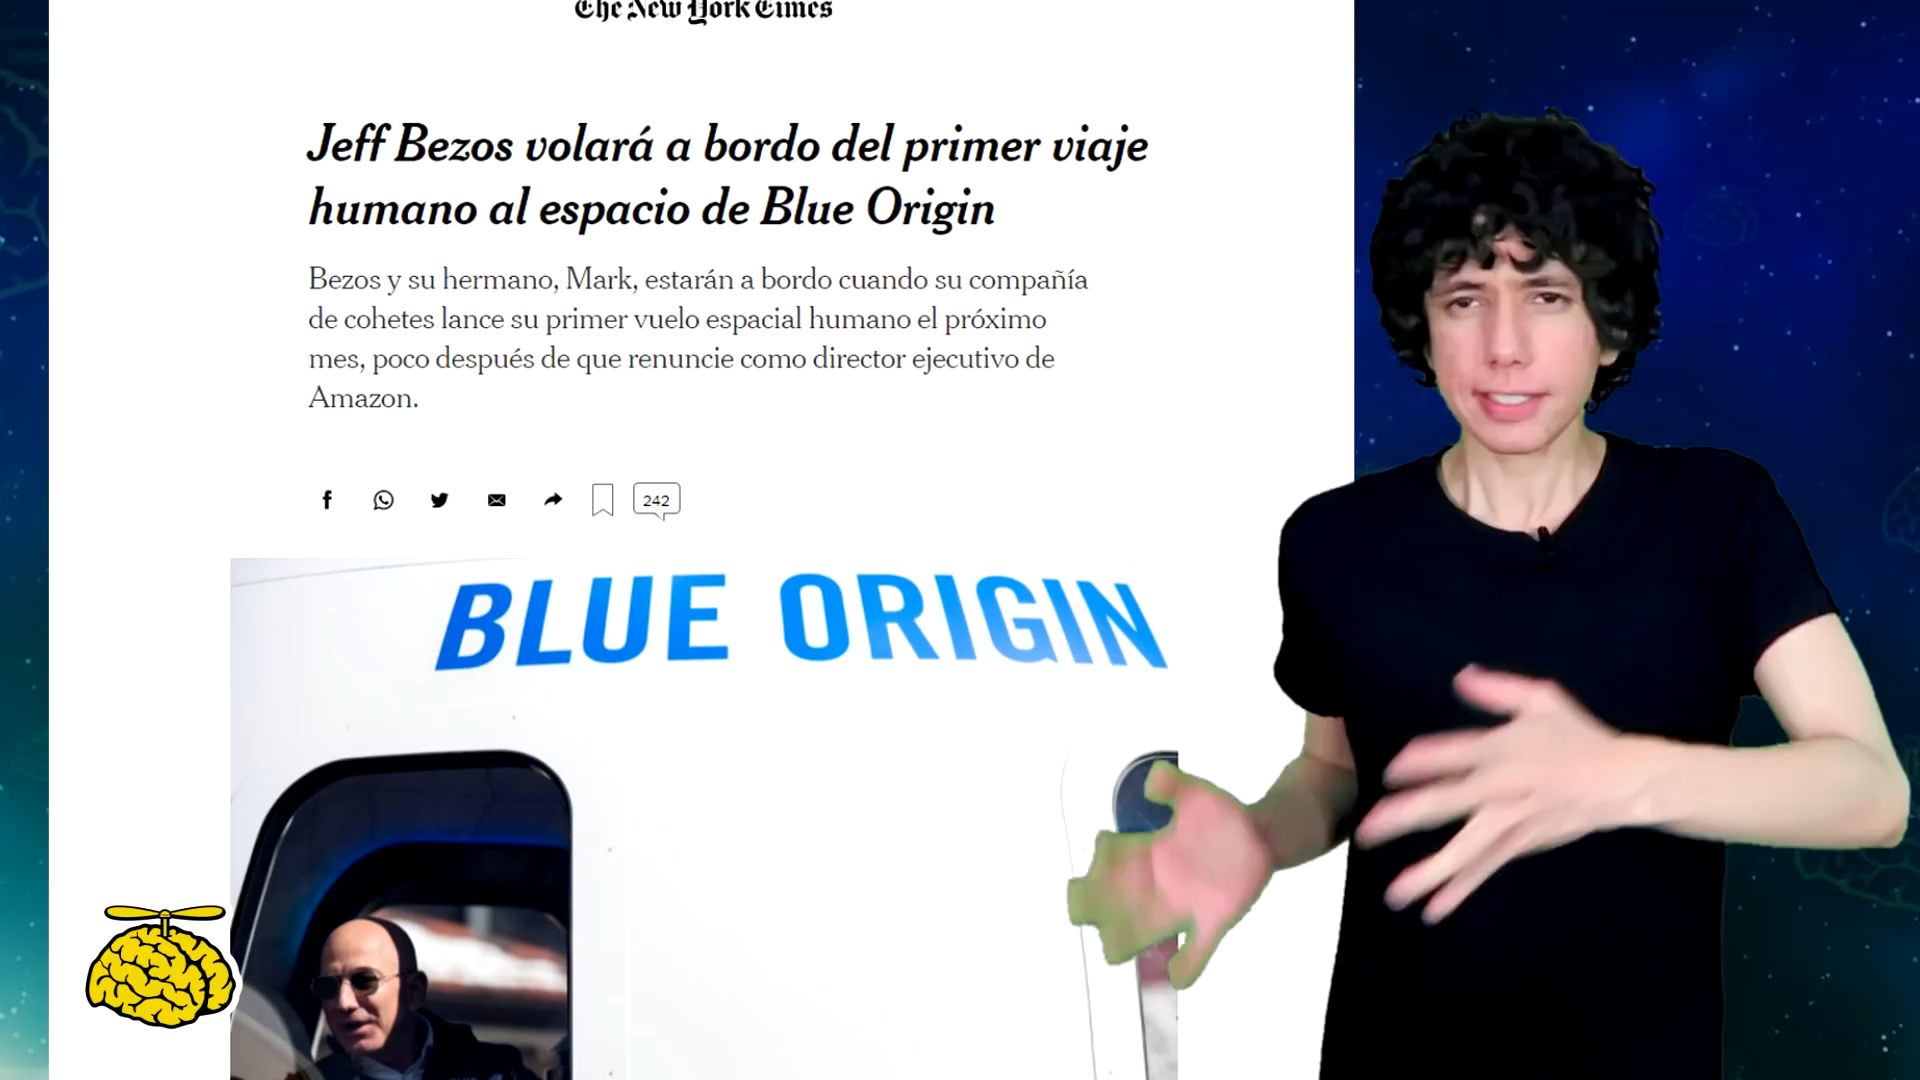 The New York Times
Jeff Bezos volará a bordo del primer viaje
humano al espacio de Blue Origin
Bezos y su hermano, Mark, estarán a bordo cuando su compañía
de cohetes lance su primer vuelo espacial humano el próximo
mes, poco después de que renuncie como director ejecutivo de
Amazon.
242
BLUE ORIGIN